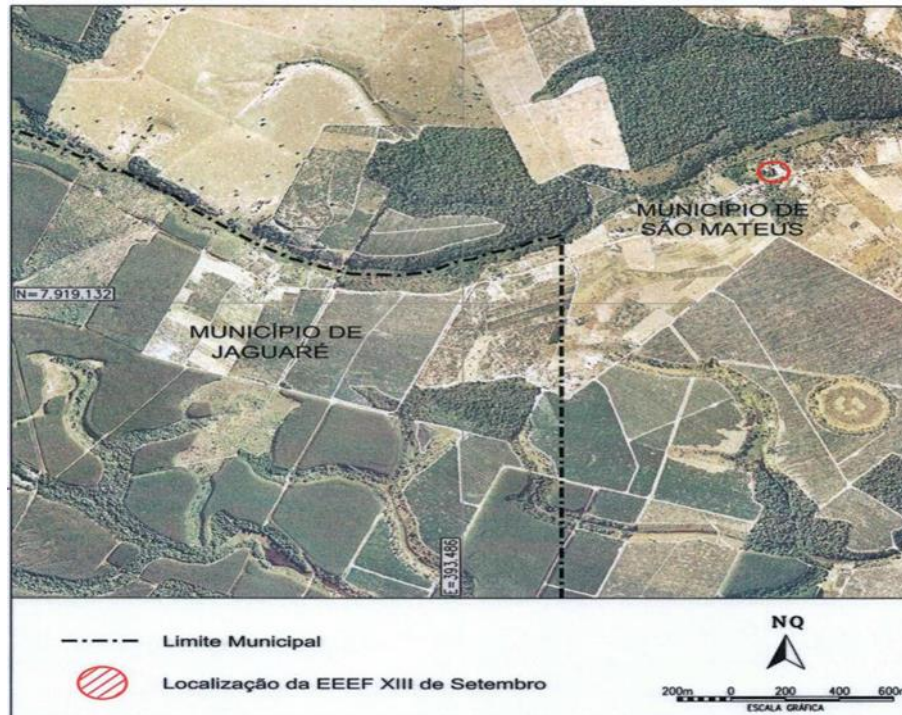 MUNICÍPIO DE
SÃO MATEUS
N=7.919.132
MUNICÍPIO DE
JAGUARÉ
E=393.486
Limite Municipal
Localização da EEEF XIII de Setembro
NQ
200m 0 200 400 600m
ESCALA GRÁFICA